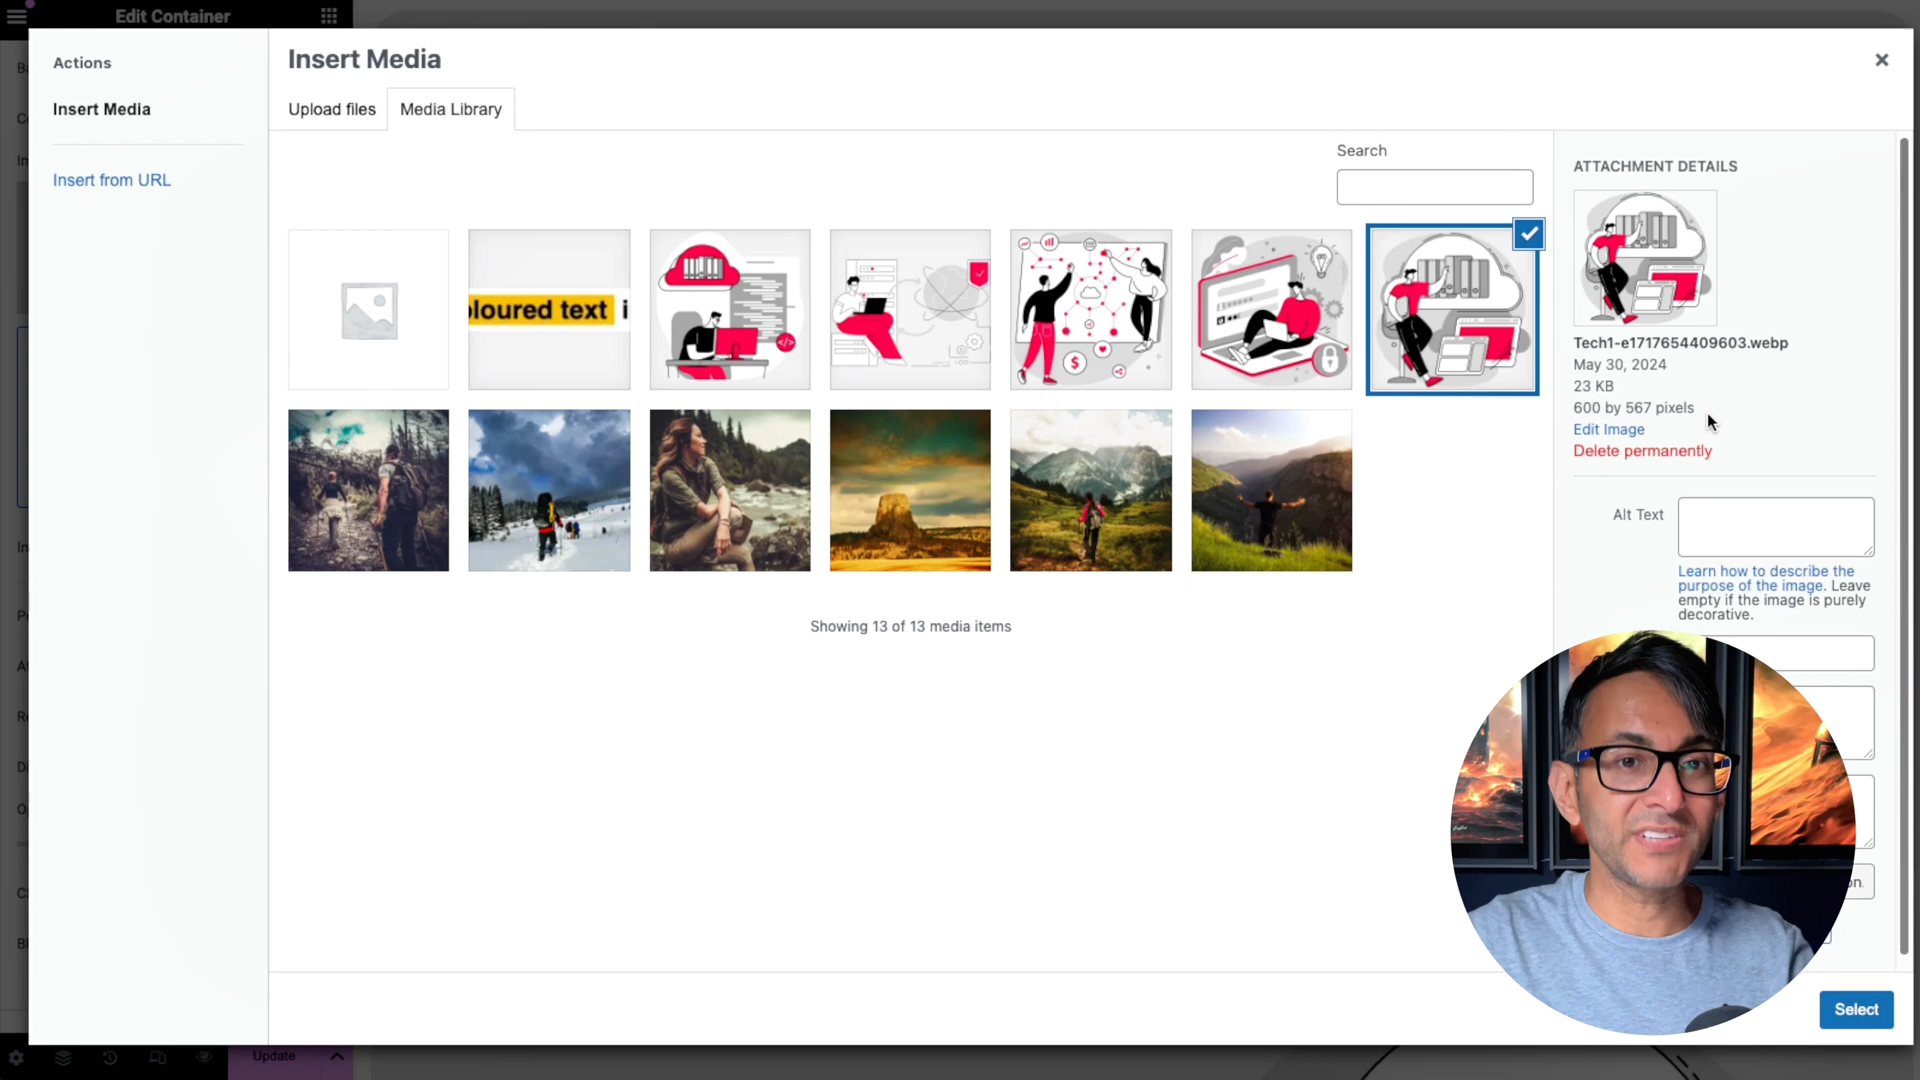 Edit Container
Actions
Insert Media
Insert from URL
Insert Media
Upload files
Media Library
Search
oloured text i
ATTACHMENT DETAILS
Tech1-e1717654409603.webp
May 30, 2024
23 KB
600 by 567 pixels
Edit Image
Delete permanently
Alt Text
Learn how to describe the
purpose of the image. Leave
empty if the image is purely
decorative.
Showing 13 of 13 media items
on.
Select
Update